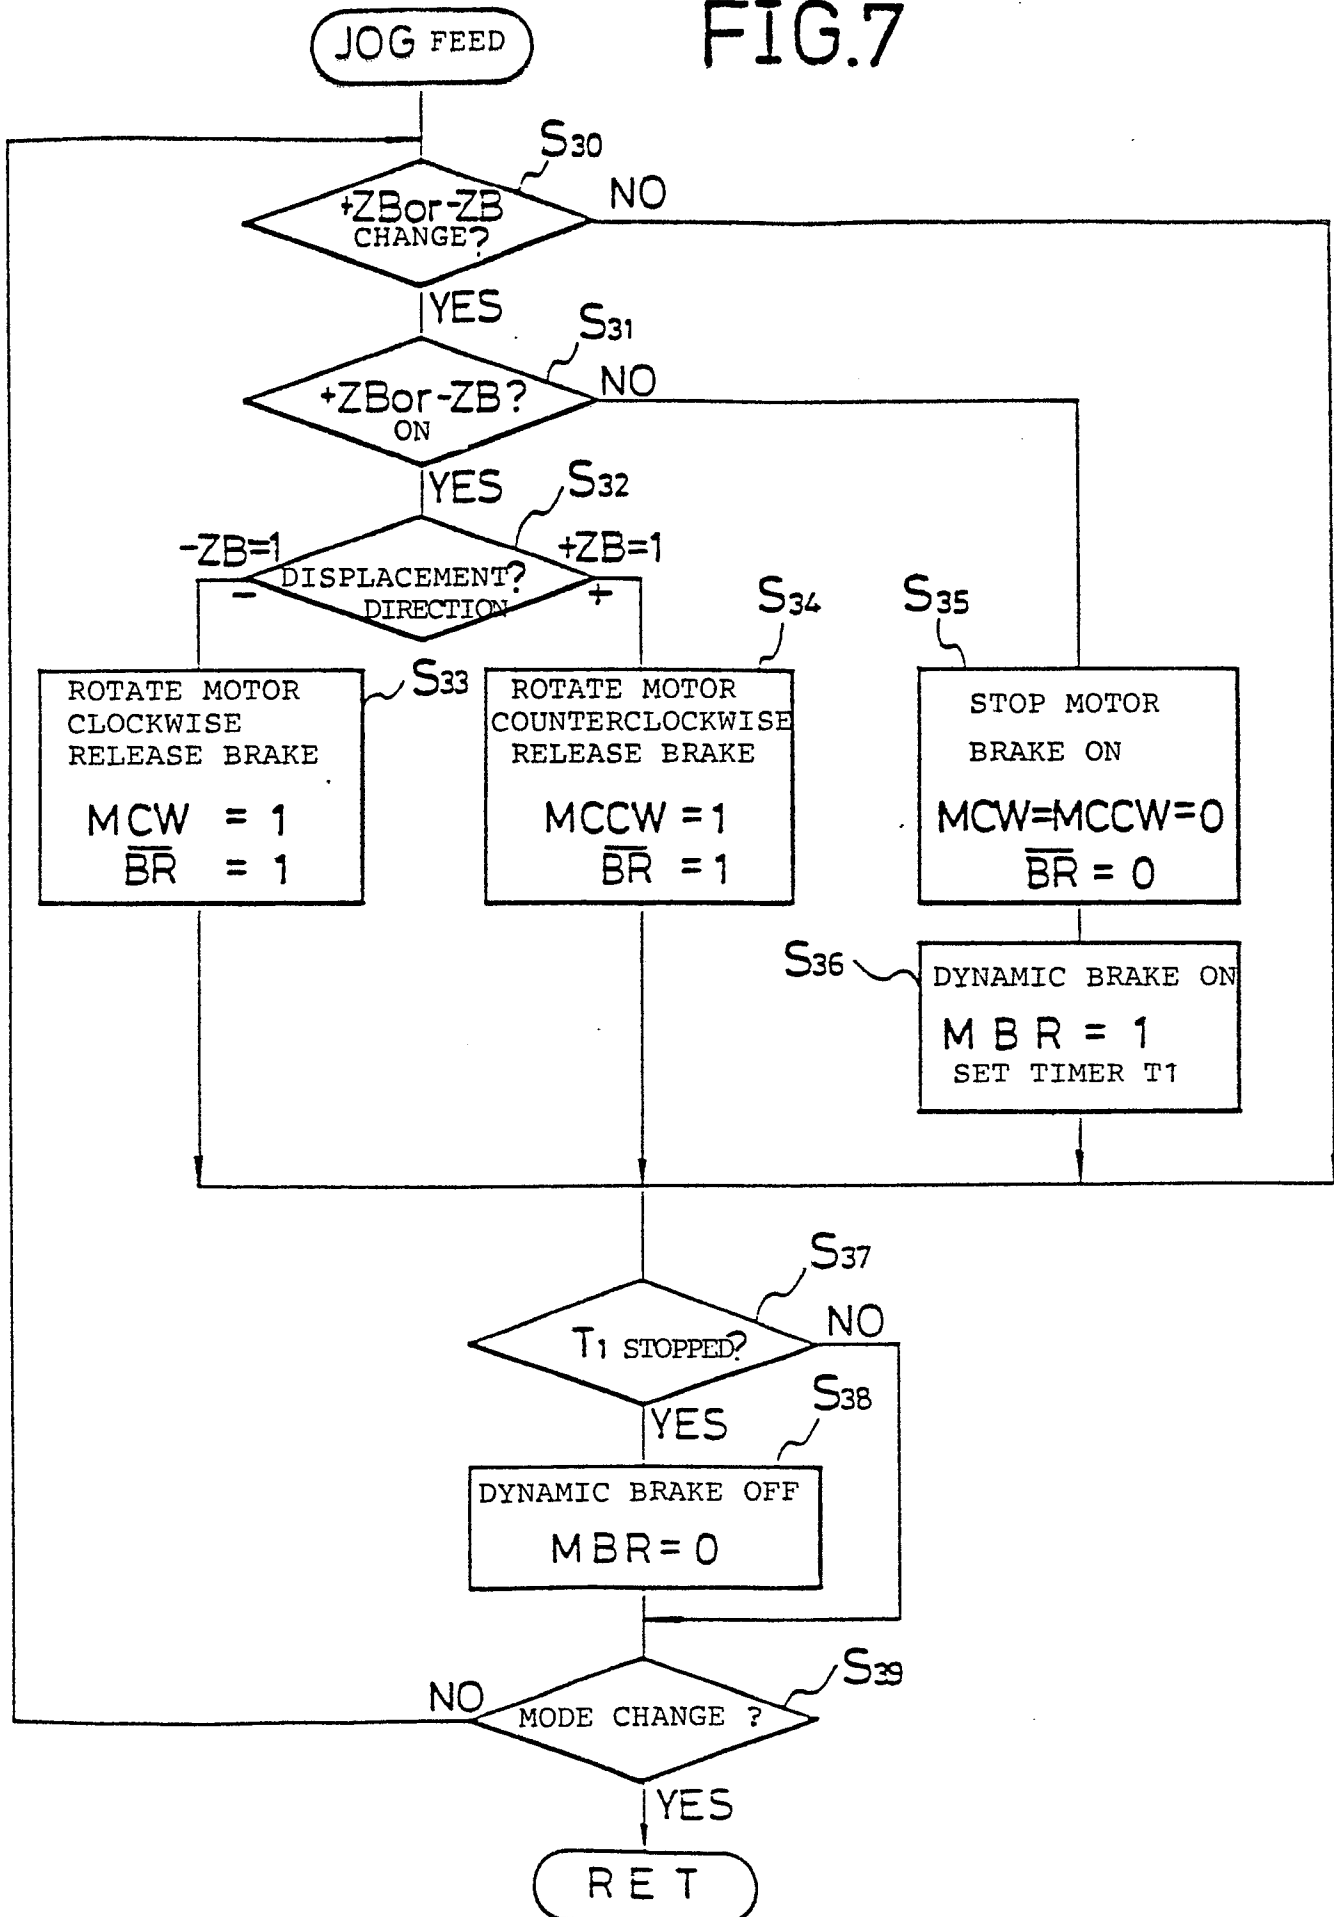 FIG.7
JOG FEED
S30
+ZBor-ZB
CHANGE?
NO
YES
S31
+ZBor-ZB?
ON
NO
YES
S32
-ZB=1
+ZB=1
DISPLACEMENT?
DIRECTION
-
+
S33
ROTATE MOTOR
CLOCKWISE
RELEASE BRAKE
MCW = 1
B̅R̅ = 1
S34
ROTATE MOTOR
COUNTERCLOCKWISE
RELEASE BRAKE
MCCW = 1
B̅R̅ = 1
S35
STOP MOTOR
BRAKE ON
MCW=MCCW=0
B̅R̅ = 0
S36
DYNAMIC BRAKE ON
MBR = 1
SET TIMER T1
S37
T1 STOPPED?
NO
YES
S38
DYNAMIC BRAKE OFF
MBR = 0
S39
MODE CHANGE ?
NO
YES
RET